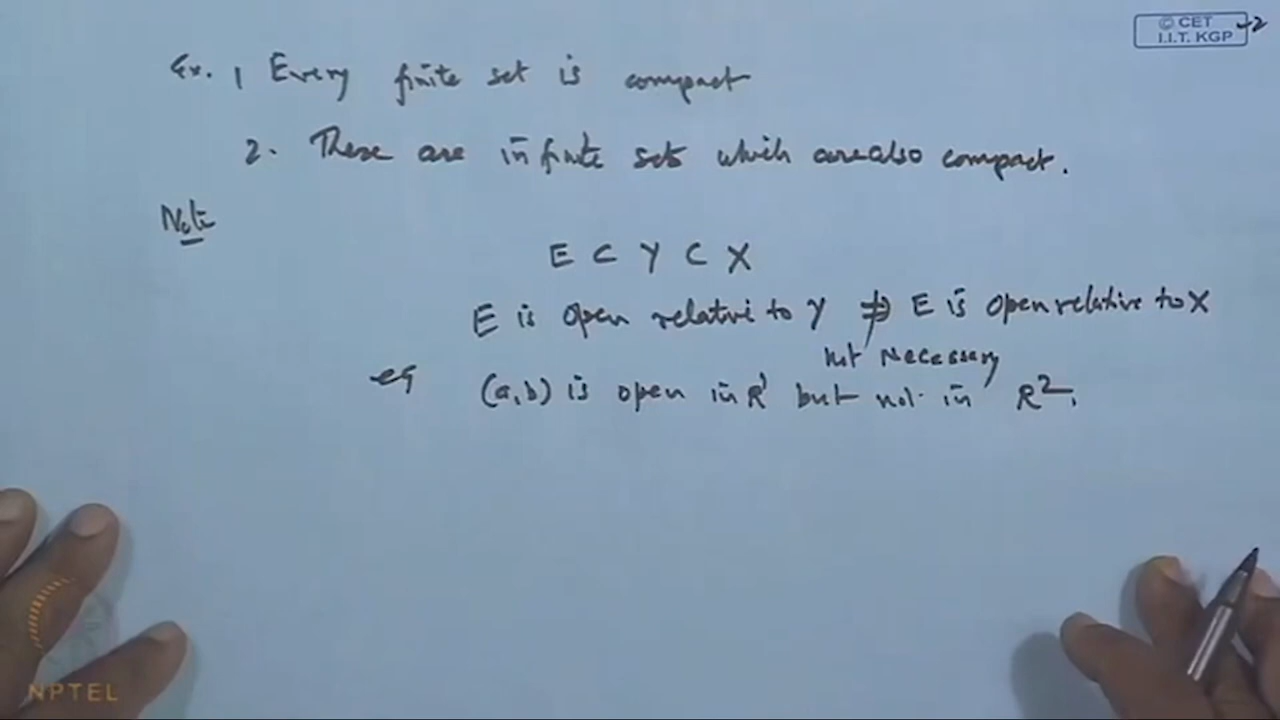 © CET
I.I.T. KGP -2
Ex. 1 Every finite set is compact
2. These are infinite sets which are also compact.
Note
E ⊂ Y ⊂ X
E is open relative to Y ⇏ E is open relative to X
not necessary
eg (a,b) is open in R¹ but not in R².
NPTEL